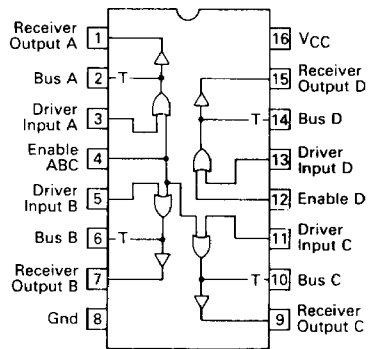 Receiver
Output A
1
Bus A
2
T
Driver
Input A
3
Enable
ABC
4
Driver
Input B
5
Bus B
6
T
Receiver
Output B
7
Gnd
8
16
VCC
15
Receiver
Output D
T
14
Bus D
13
Driver
Input D
12
Enable D
11
Driver
Input C
T
10
Bus C
9
Receiver
Output C